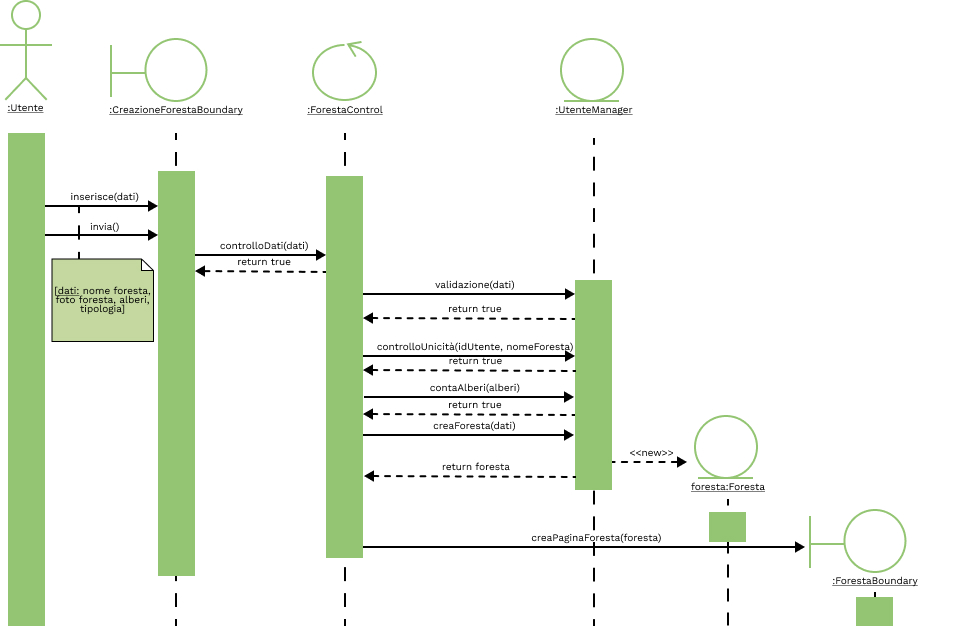 :Utente
:CreazioneForestaBoundary
:ForestaControl
:UtenteManager
inserisce(dati)
invia()
controlloDati(dati)
return true
[dati: nome foresta,
foto foresta, alberi,
tipologia]
validazione(dati)
return true
controlloUnicità(idUtente, nomeForesta)
return true
contaAlberi(alberi)
return true
creaForesta(dati)
<<new>>
return foresta
foresta:Foresta
creaPaginaForesta(foresta)
:ForestaBoundary